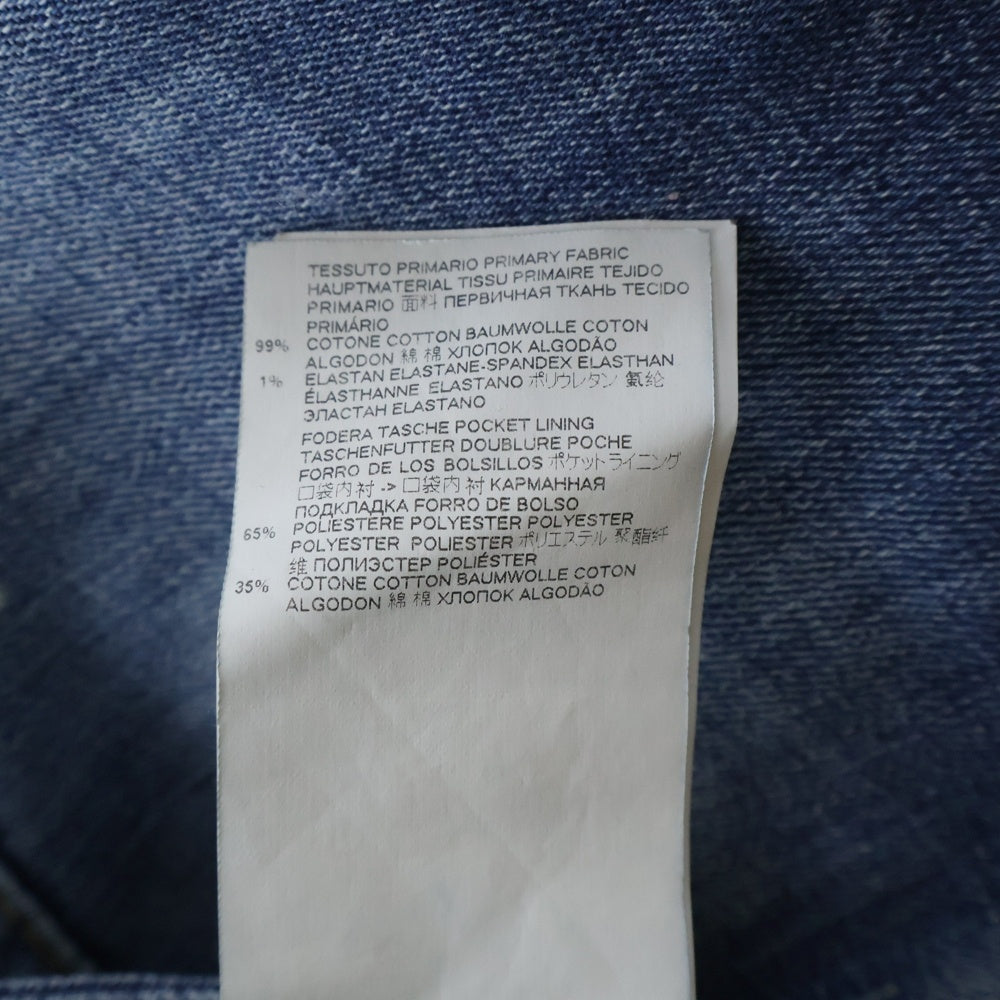 TESSUTO PRIMARIO PRIMARY FABRIC
HAUPTMATERIAL TISSU PRIMAIRE TEJIDO
PRIMARIO 面料 ПЕРВИЧНАЯ ТКАНЬ TECIDO
PRIMÁRIO
99% COTONE COTTON BAUMWOLLE COTON
ALGODON 綿 棉 ХЛОПОК ALGODÃO
1% ELASTAN ELASTANE-SPANDEX ELASTHAN
ÉLASTHANNE ELASTANO ポリウレタン 氨纶
ЭЛАСТАН ELASTANO
FODERA TASCHE POCKET LINING
TASCHENFUTTER DOUBLURE POCHE
FORRO DE LOS BOLSILLOS ポケットライニング
口袋内衬 -> 口袋内衬 КАРМАННАЯ
ПОДКЛАДКА FORRO DE BOLSO
65% POLIESTERE POLYESTER POLYESTER
POLYESTER POLIESTER ポリエステル 聚酯纤
维 ПОЛИЭСТЕР POLIÉSTER
35% COTONE COTTON BAUMWOLLE COTON
ALGODON 綿 棉 ХЛОПОК ALGODÃO